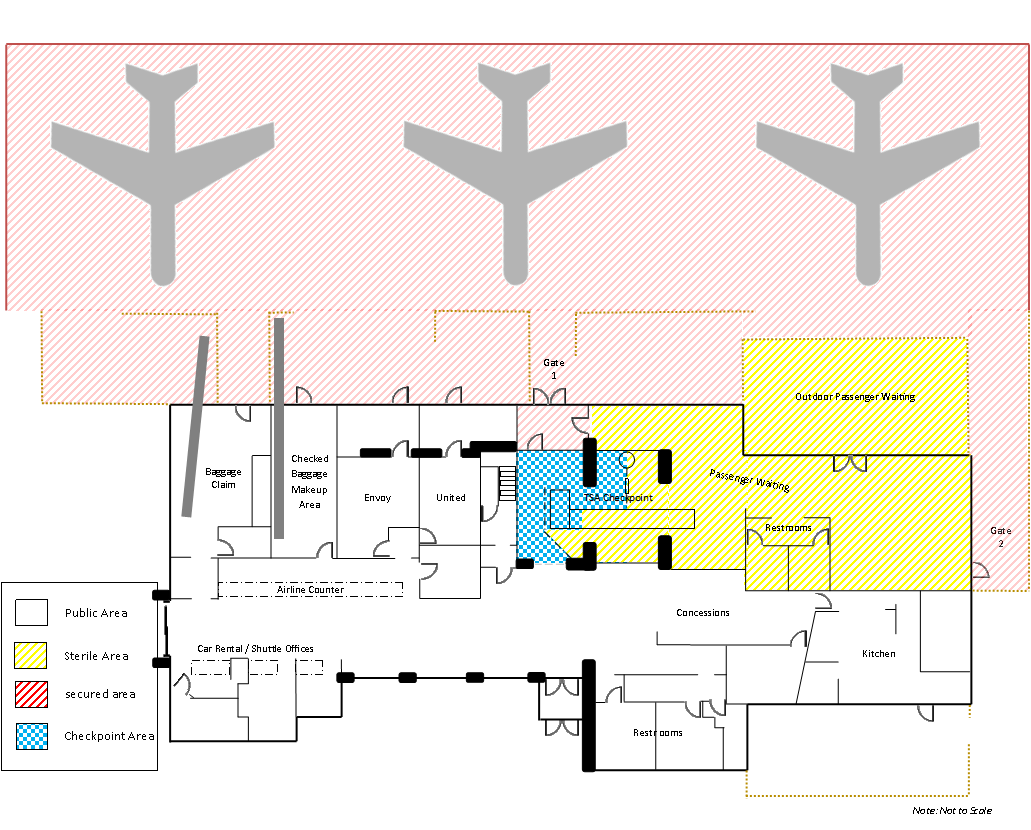 Gate
1
Outdoor Passenger Waiting
Baggage
Claim
Checked
Baggage
Makeup
Area
Envoy
United
TSA Checkpoint
Passenger Waiting
Restrooms
Gate
2
Airline Counter
Public Area
Sterile Area
secured area
Checkpoint Area
Concessions
Car Rental / Shuttle Offices
Kitchen
Restrooms
Note: Not to Scale